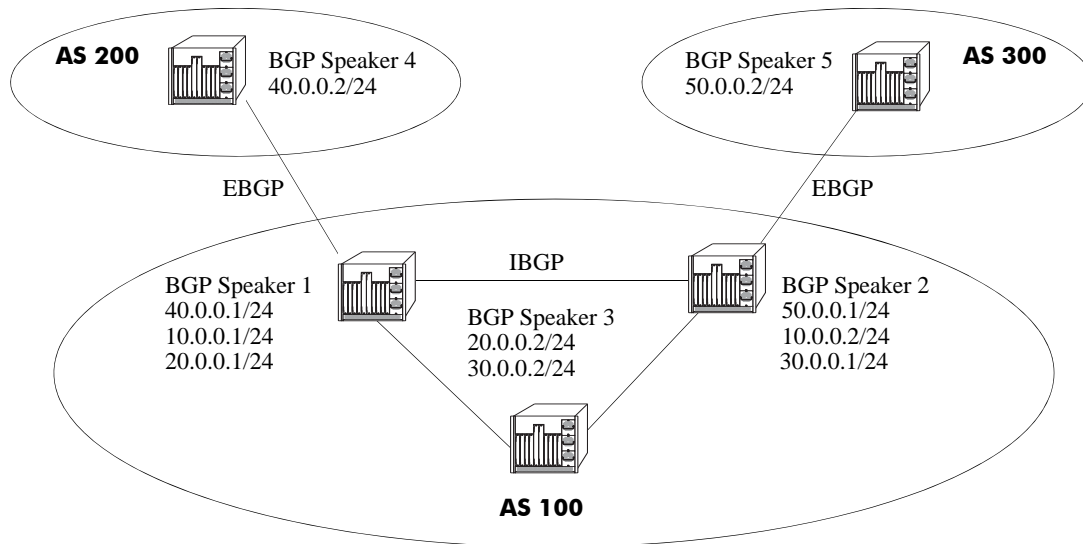 AS 200
BGP Speaker 4
40.0.0.2/24
BGP Speaker 5
50.0.0.2/24
AS 300
EBGP
EBGP
IBGP
BGP Speaker 1
40.0.0.1/24
10.0.0.1/24
20.0.0.1/24
BGP Speaker 3
20.0.0.2/24
30.0.0.2/24
BGP Speaker 2
50.0.0.1/24
10.0.0.2/24
30.0.0.1/24
AS 100